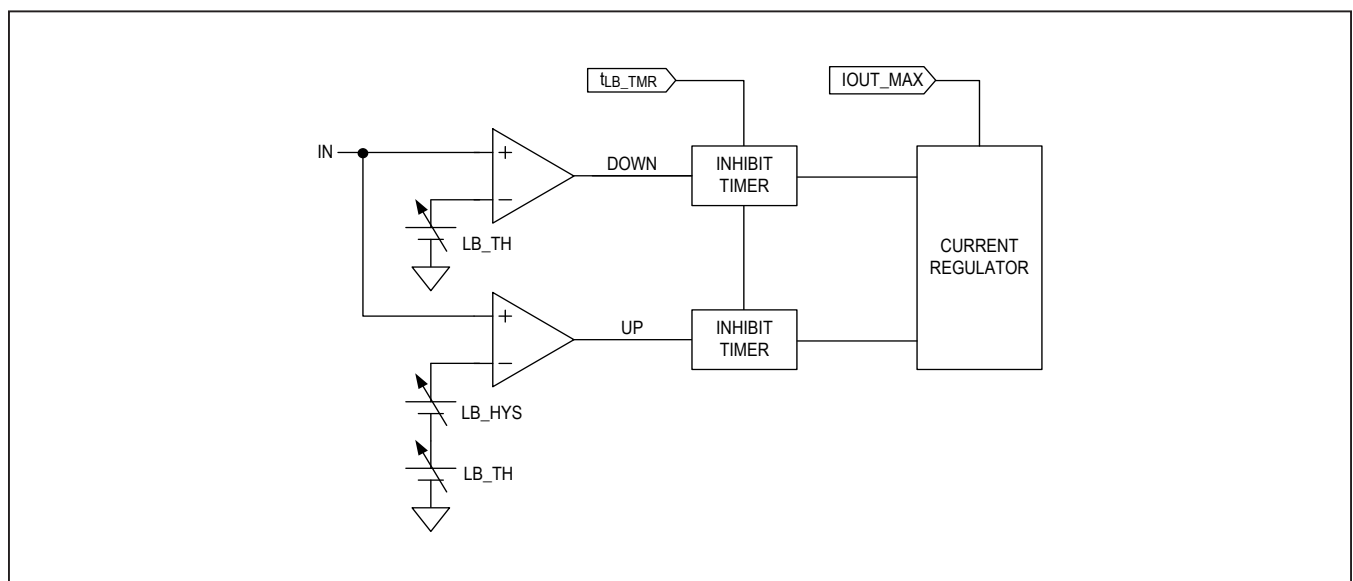 tLB_TMR
IOUT_MAX
IN
+
−
DOWN
INHIBIT
TIMER
LB_TH
CURRENT
REGULATOR
+
−
UP
INHIBIT
TIMER
LB_HYS
LB_TH